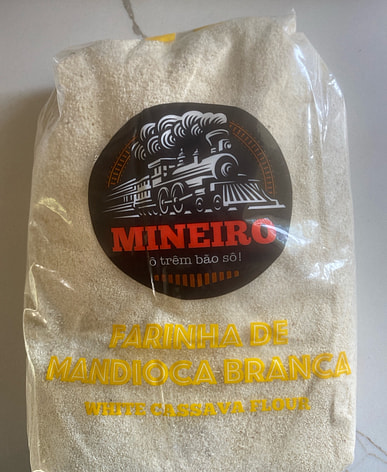 MINEIRO
ô trêm bão sô!
FARINHA DE
MANDIOCA BRANCA
WHITE CASSAVA FLOUR